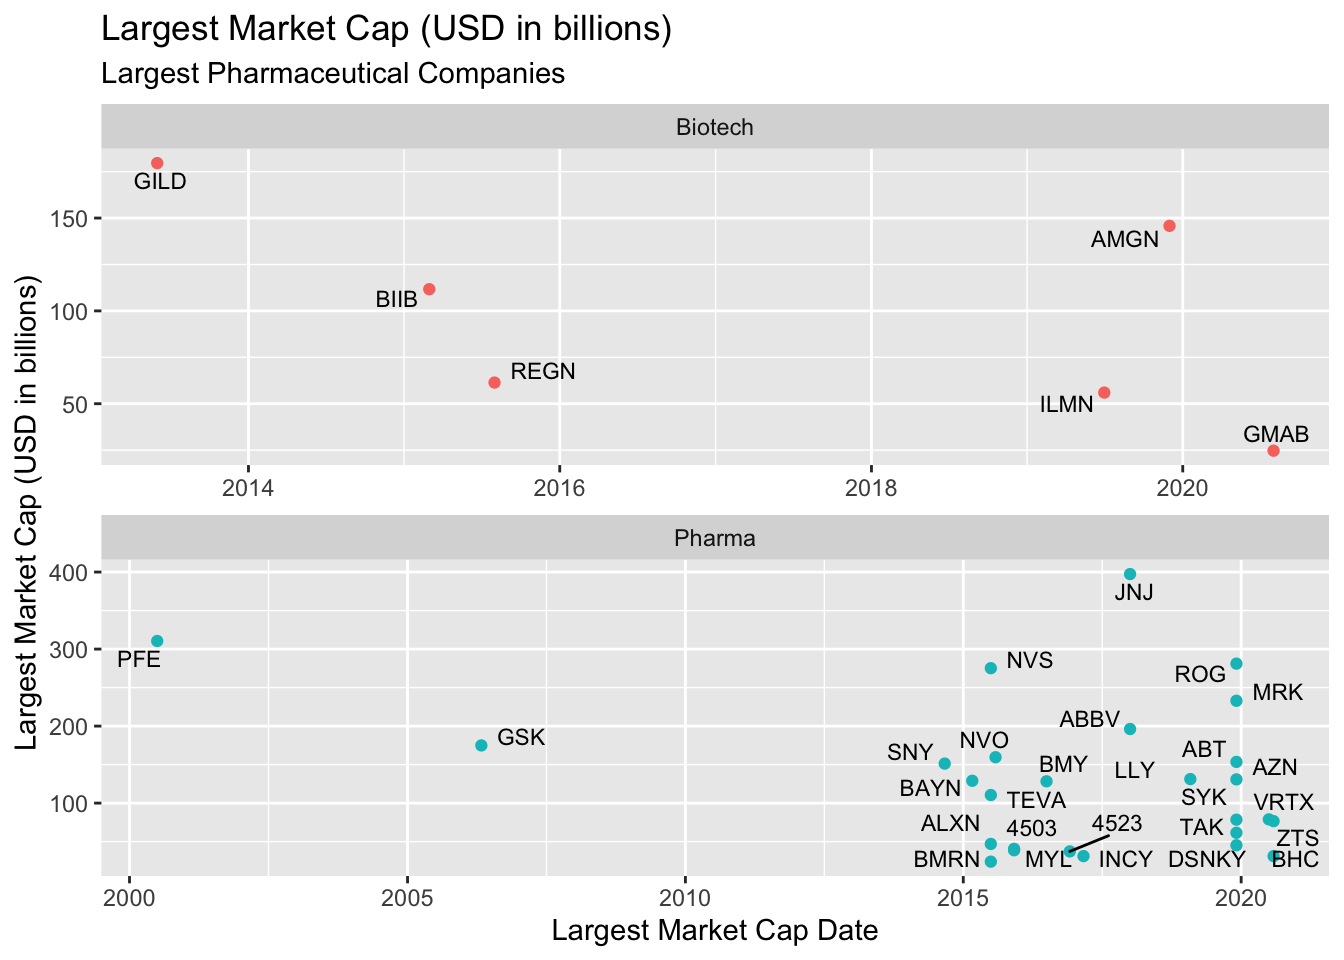 Largest Market Cap (USD in billions)
Largest Pharmaceutical Companies
Largest Market Cap (USD in billions)
Biotech
GILD
150
AMGN
BIIB
100
REGN
50
ILMN
GMAB
2014 2016 2018 2020
Pharma
400
JNJ
300
PFE
NVS
ROG
MRK
200
ABBV
GSK
NVO
SNY
ABT
BMY
LLY
AZN
BAYN
100
TEVA
SYK
VRTX
ALXN
4503
4523
TAK
ZTS
BMRN
MYL
INCY
DSNKY
BHC
2000 2005 2010 2015 2020
Largest Market Cap Date